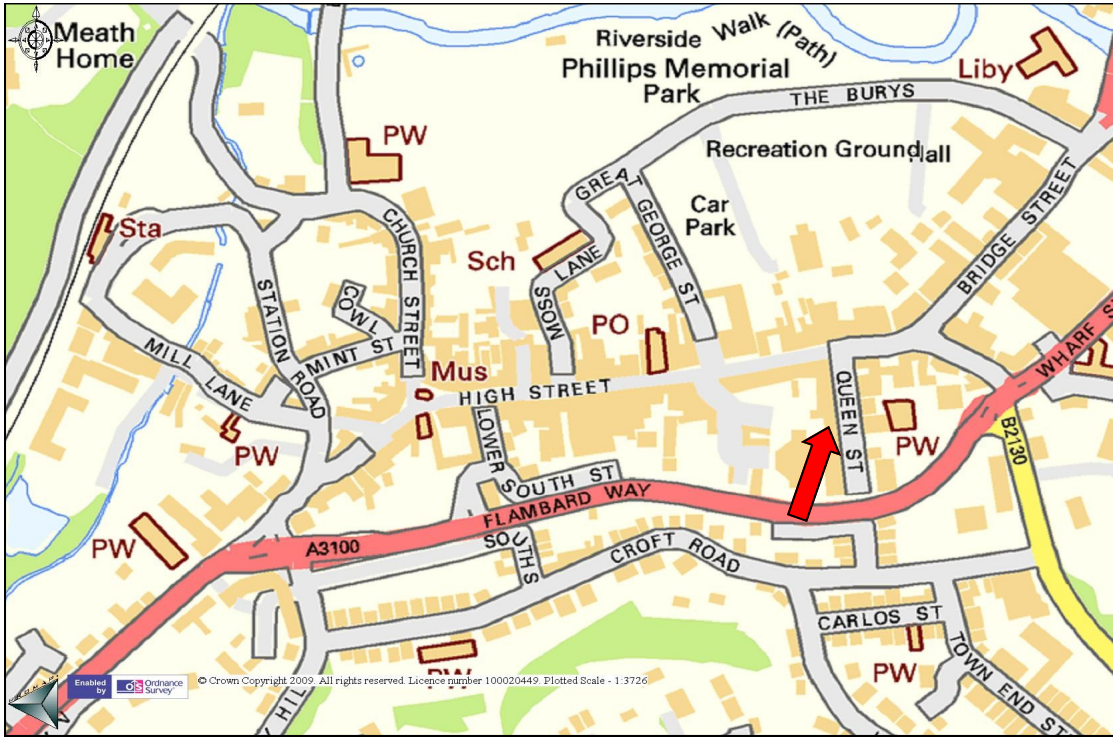 Meath
Home
Riverside Walk (Path)
Phillips Memorial
Park
Liby
THE BURYS
PW
Recreation Ground
Hall
GREAT GEORGE ST
Car
Park
BRIDGE STREET
Sta
CHURCH STREET
Sch
MOSS LANE
STATION ROAD
COWL
MINT ST
PO
MILL LANE
Mus
HIGH STREET
WHARF S
QUEEN ST
LOWER S
PW
PW
B2130
OUTH ST
FLAMBARD WAY
PW
A3100
SOUTH S
CROFT ROAD
CARLOS ST
PW
PW
TOWN END ST
Y HIL
Enabled
by
Ordnance
Survey
© Crown Copyright 2009. All rights reserved. Licence number 100020449. Plotted Scale - 1:3726